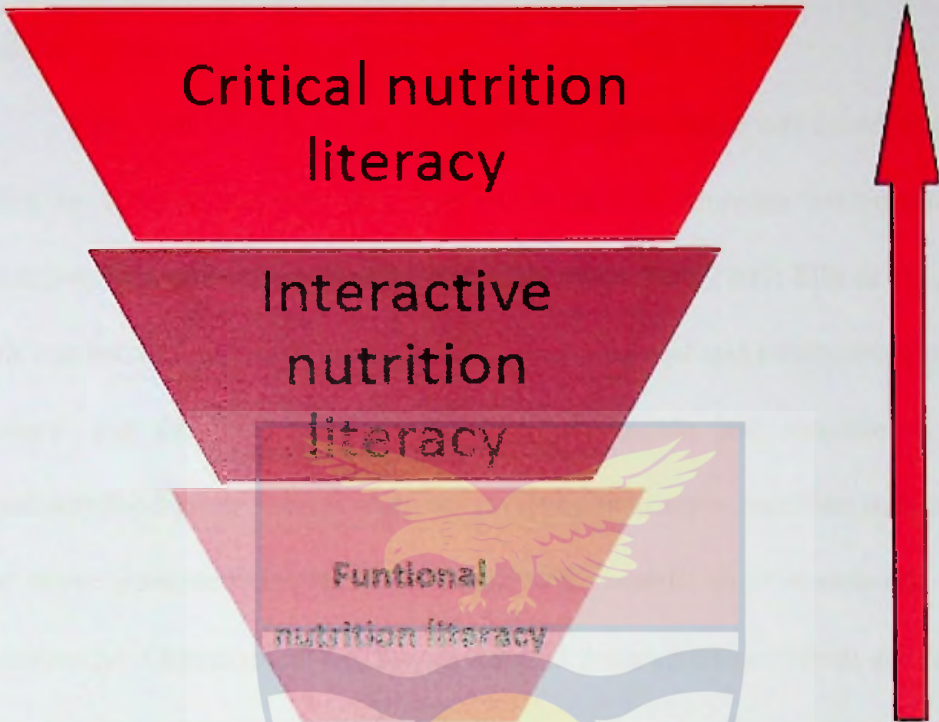 Critical nutrition
literacy
Interactive
nutrition
literacy
Funtional
nutrition literacy